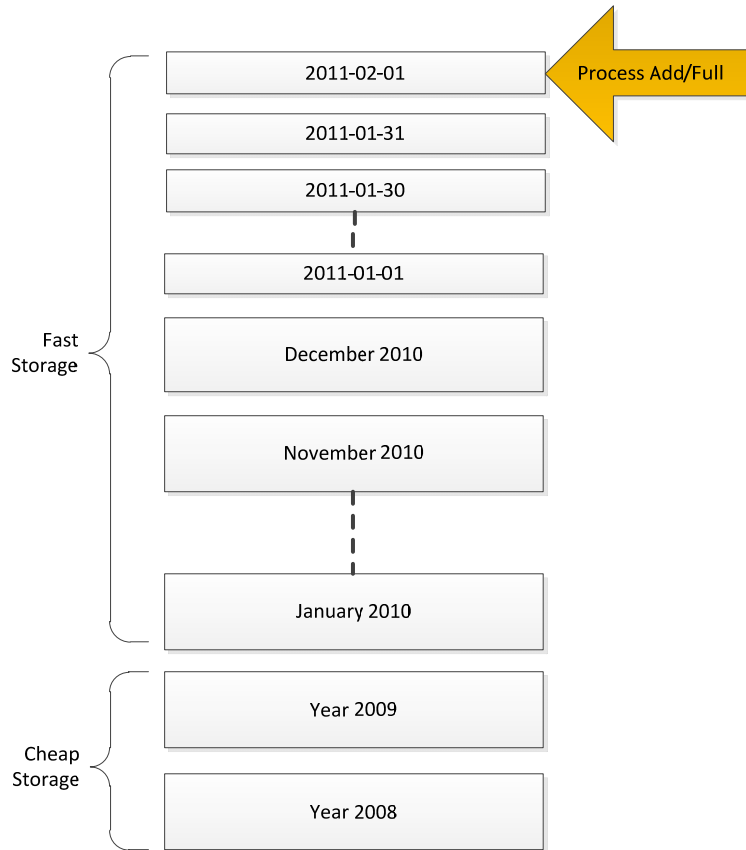 2011-02-01
Process Add/Full
2011-01-31
2011-01-30
2011-01-01
Fast
Storage
December 2010
November 2010
January 2010
Cheap
Storage
Year 2009
Year 2008